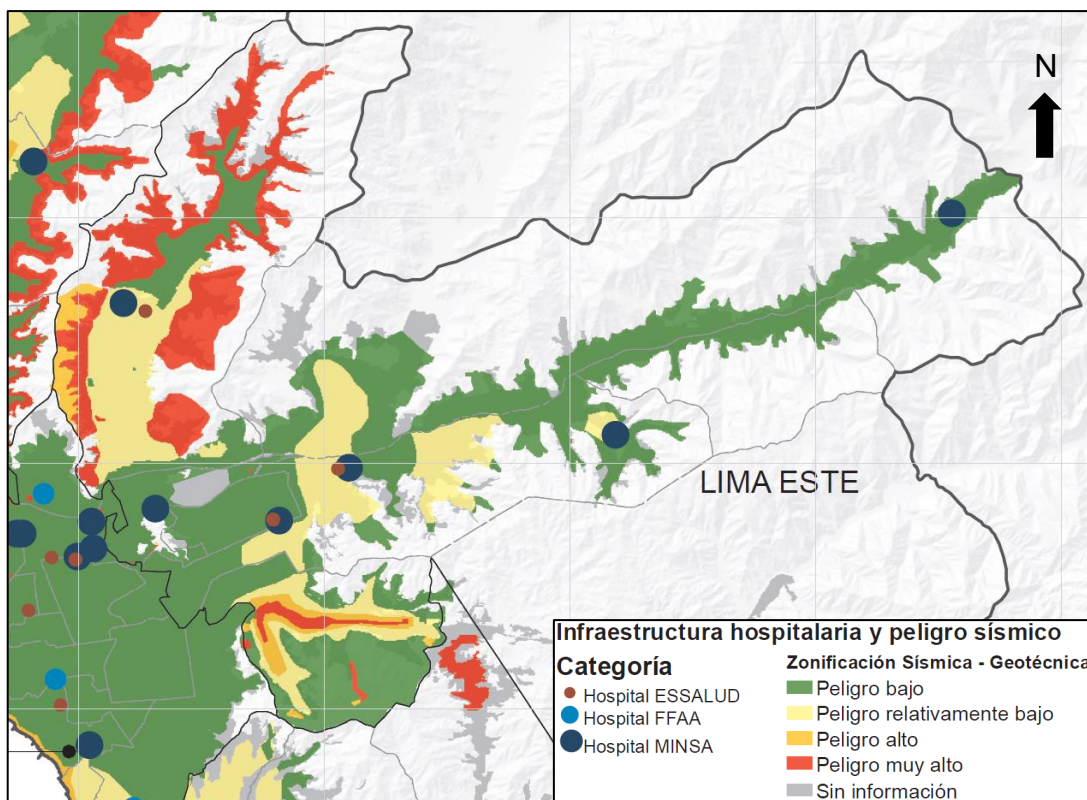 N
LIMA ESTE
Infraestructura hospitalaria y peligro sísmico
Categoría
Hospital ESSALUD
Hospital FFAA
Hospital MINSA
Zonificación Sísmica - Geotécnica
Peligro bajo
Peligro relativamente bajo
Peligro alto
Peligro muy alto
Sin información